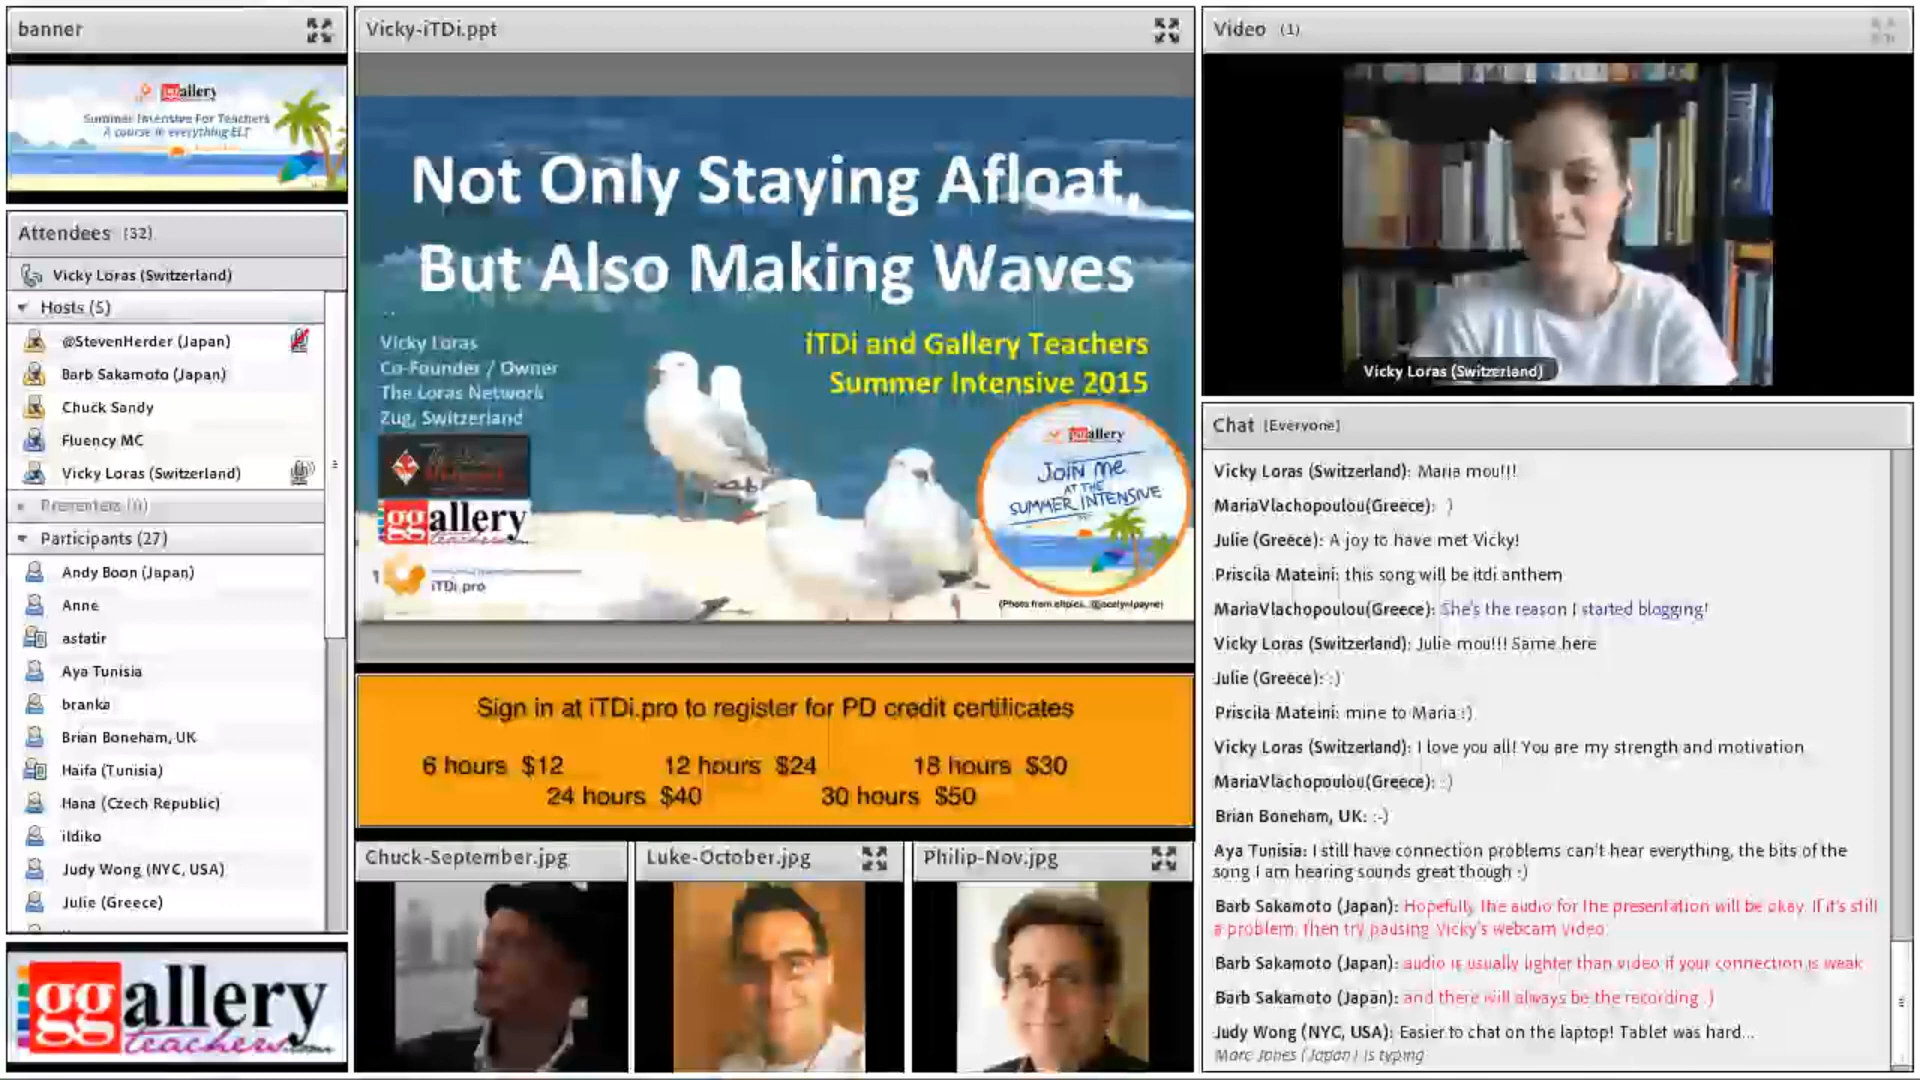 banner
ggallery
Summer Intensive For Teachers
A course in everything ELT
Attendees (32)
Vicky Loras (Switzerland)
Hosts (5)
@StevenHerder (Japan)
Barb Sakamoto (Japan)
Chuck Sandy
Fluency MC
Vicky Loras (Switzerland)
Presenters (0)
Participants (27)
Andy Boon (Japan)
Anne
astatir
Aya Tunisia
branka
Brian Boneham, UK
Haifa (Tunisia)
Hana (Czech Republic)
ildiko
Judy Wong (NYC, USA)
Julie (Greece)
ggallery
teachers.com
Vicky-iTDi.ppt
Not Only Staying Afloat,
But Also Making Waves
Vicky Loras
Co-Founder / Owner
The Loras Network
Zug, Switzerland
iTDi and Gallery Teachers
Summer Intensive 2015
ggallery
JOIN ME
AT THE
SUMMER INTENSIVE
ggallery
1
iTDi.pro
(Photo from eltpics,
Sign in at iTDi.pro to register for PD credit certificates
6 hours $12 12 hours $24 18 hours $30
24 hours $40 30 hours $50
Chuck-September.jpg
Luke-October.jpg
Philip-Nov.jpg
Video (1)
Vicky Loras (Switzerland)
Chat (Everyone)
Vicky Loras (Switzerland): Maria mou!!!
MariaVlachopoulou(Greece): :)
Julie (Greece): A joy to have met Vicky!
Priscila Mateini: this song will be itdi anthem
MariaVlachopoulou(Greece): She's the reason I started blogging!
Vicky Loras (Switzerland): Julie mou!!! Same here
Julie (Greece): :)
Priscila Mateini: mine to Maria :)
Vicky Loras (Switzerland): I love you all! You are my strength and motivation
MariaVlachopoulou(Greece): :)
Brian Boneham, UK: :-)
Aya Tunisia: I still have connection problems can't hear everything, the bits of the
song I am hearing sounds great though :)
Barb Sakamoto (Japan): Hopefully, the audio for the presentation will be okay. If it's still
a problem, then try pausing Vicky's webcam video.
Barb Sakamoto (Japan): audio is usually lighter than video if your connection is weak
Barb Sakamoto (Japan): and there will always be the recording :)
Judy Wong (NYC, USA): Easier to chat on the laptop! Tablet was hard...
Marc Jones (Japan) is typing